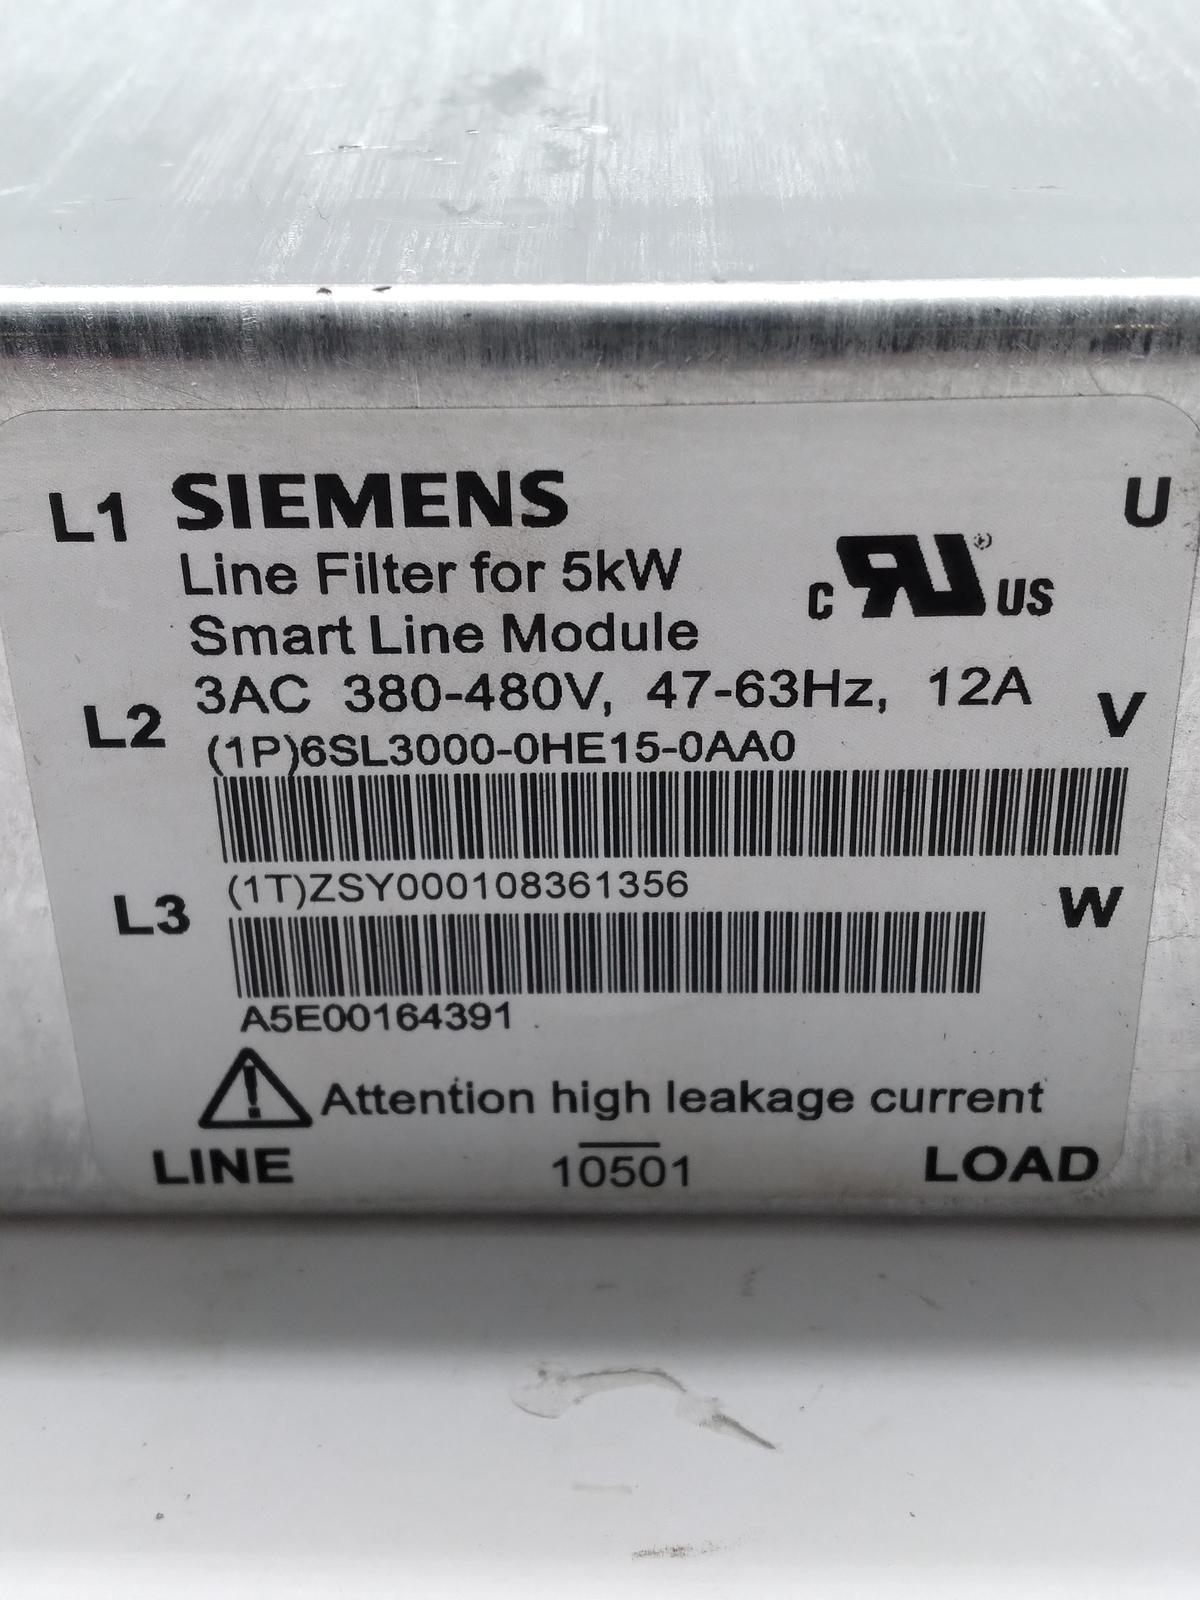 L1 SIEMENS U
Line Filter for 5kW
c RU ® US
Smart Line Module
3AC 380-480V, 47-63Hz, 12A
L2 V
(1P)6SL3000-0HE15-0AA0
(1T)ZSY000108361356
L3 W
A5E00164391
Attention high leakage current
LINE 10501 LOAD